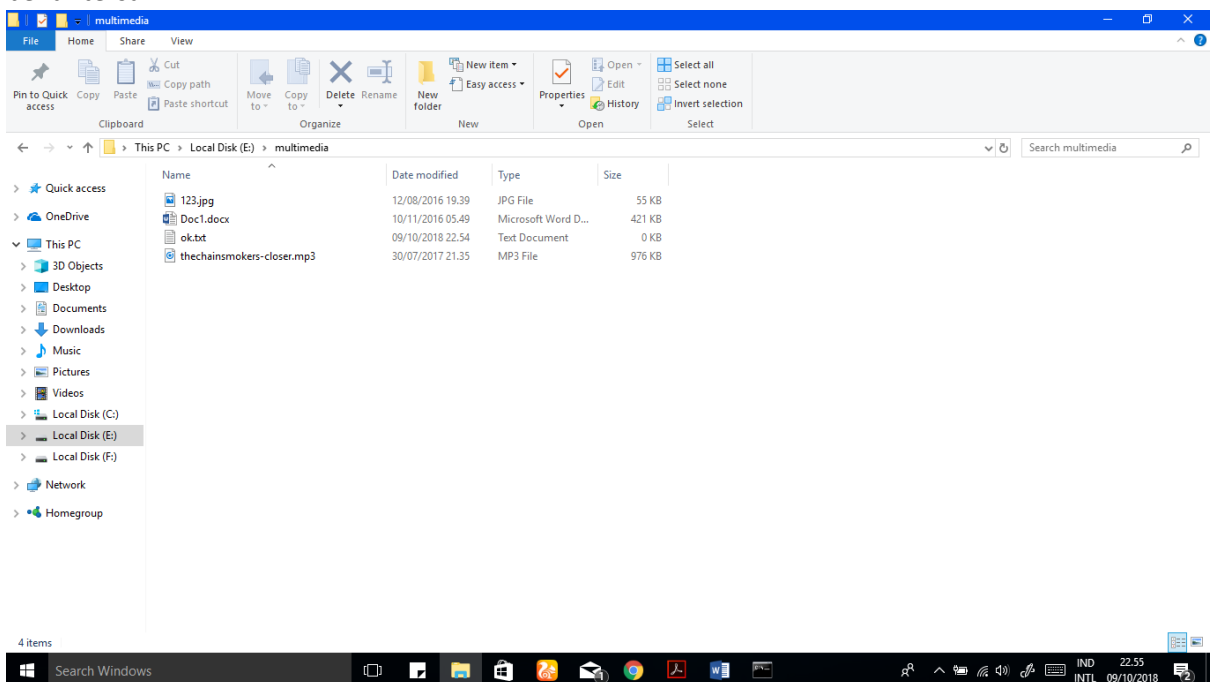 multimedia
File Home Share View
Pin to Quick access
Copy
Paste
Cut
Copy path
Paste shortcut
Clipboard
Move to
Copy to
Delete
Rename
Organize
New folder
New item
Easy access
New
Properties
Open
Edit
History
Open
Select all
Select none
Invert selection
Select
This PC > Local Disk (E:) > multimedia
Search multimedia
Name Date modified Type Size
123.jpg 12/08/2016 19.39 JPG File 55 KB
Doc1.docx 10/11/2016 05.49 Microsoft Word D... 421 KB
ok.txt 09/10/2018 22.54 Text Document 0 KB
thechainsmokers-closer.mp3 30/07/2017 21.35 MP3 File 976 KB
Quick access
OneDrive
This PC
3D Objects
Desktop
Documents
Downloads
Music
Pictures
Videos
Local Disk (C:)
Local Disk (E:)
Local Disk (F:)
Network
Homegroup
4 items
Search Windows
IND 22.55
INTL 09/10/2018